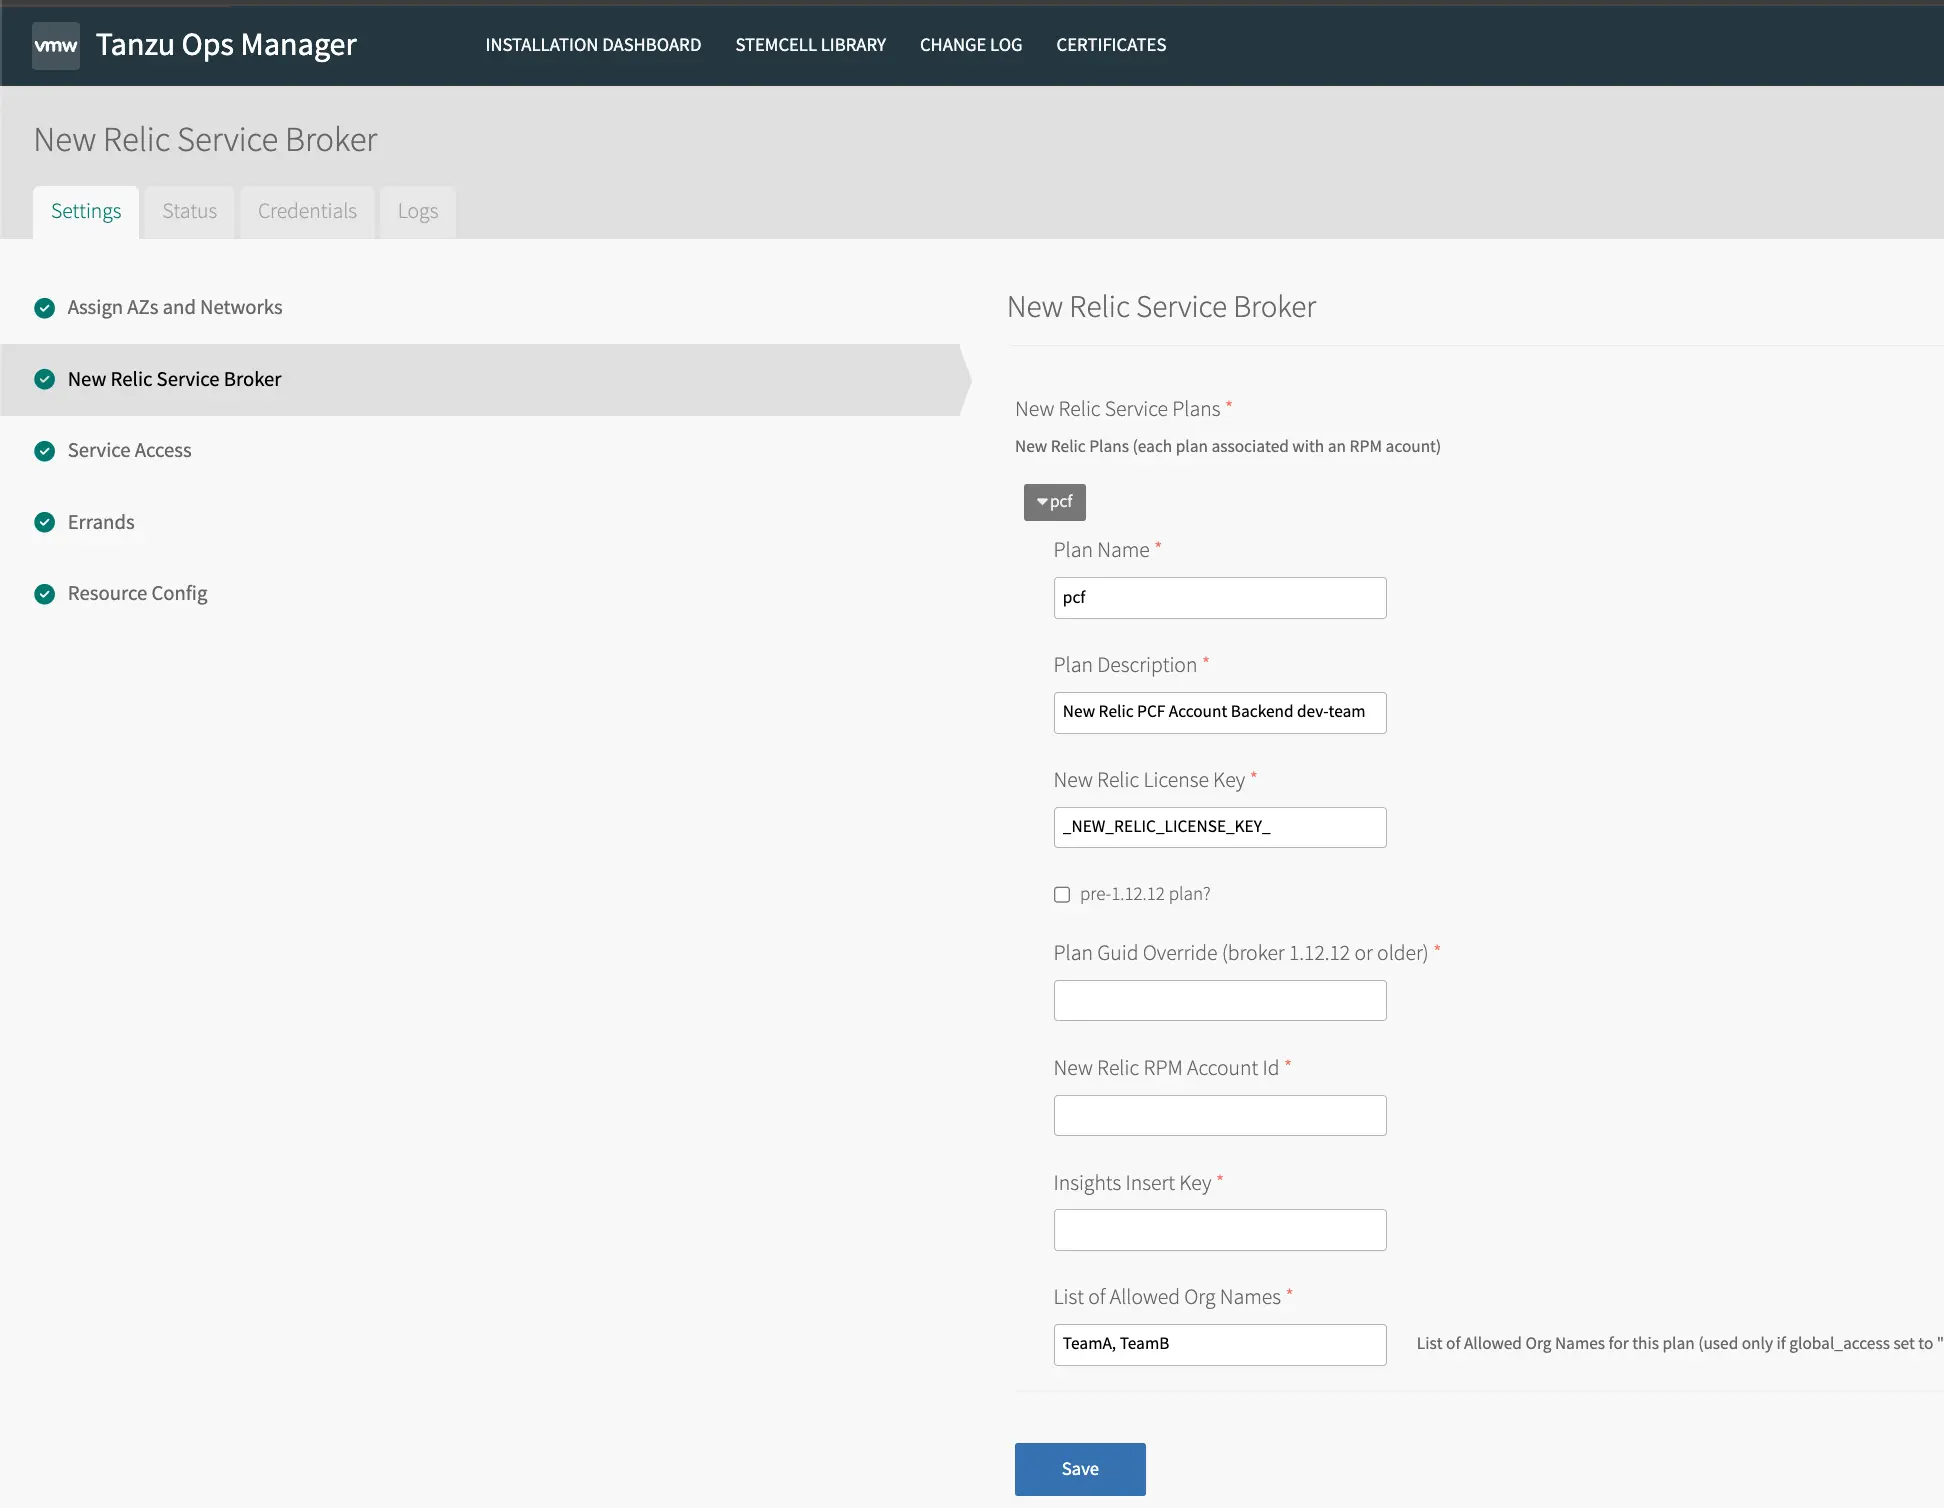 vmw Tanzu Ops Manager INSTALLATION DASHBOARD STEMCELL LIBRARY CHANGE LOG CERTIFICATES
New Relic Service Broker
Settings Status Credentials Logs
Assign AZs and Networks
New Relic Service Broker
Service Access
Errands
Resource Config
New Relic Service Broker
New Relic Service Plans *
New Relic Plans (each plan associated with an RPM acount)
pcf
Plan Name *
pcf
Plan Description *
New Relic PCF Account Backend dev-team
New Relic License Key *
_NEW_RELIC_LICENSE_KEY_
pre-1.12.12 plan?
Plan Guid Override (broker 1.12.12 or older) *
New Relic RPM Account Id *
Insights Insert Key *
List of Allowed Org Names *
TeamA, TeamB List of Allowed Org Names for this plan (used only if global_access set to "
Save